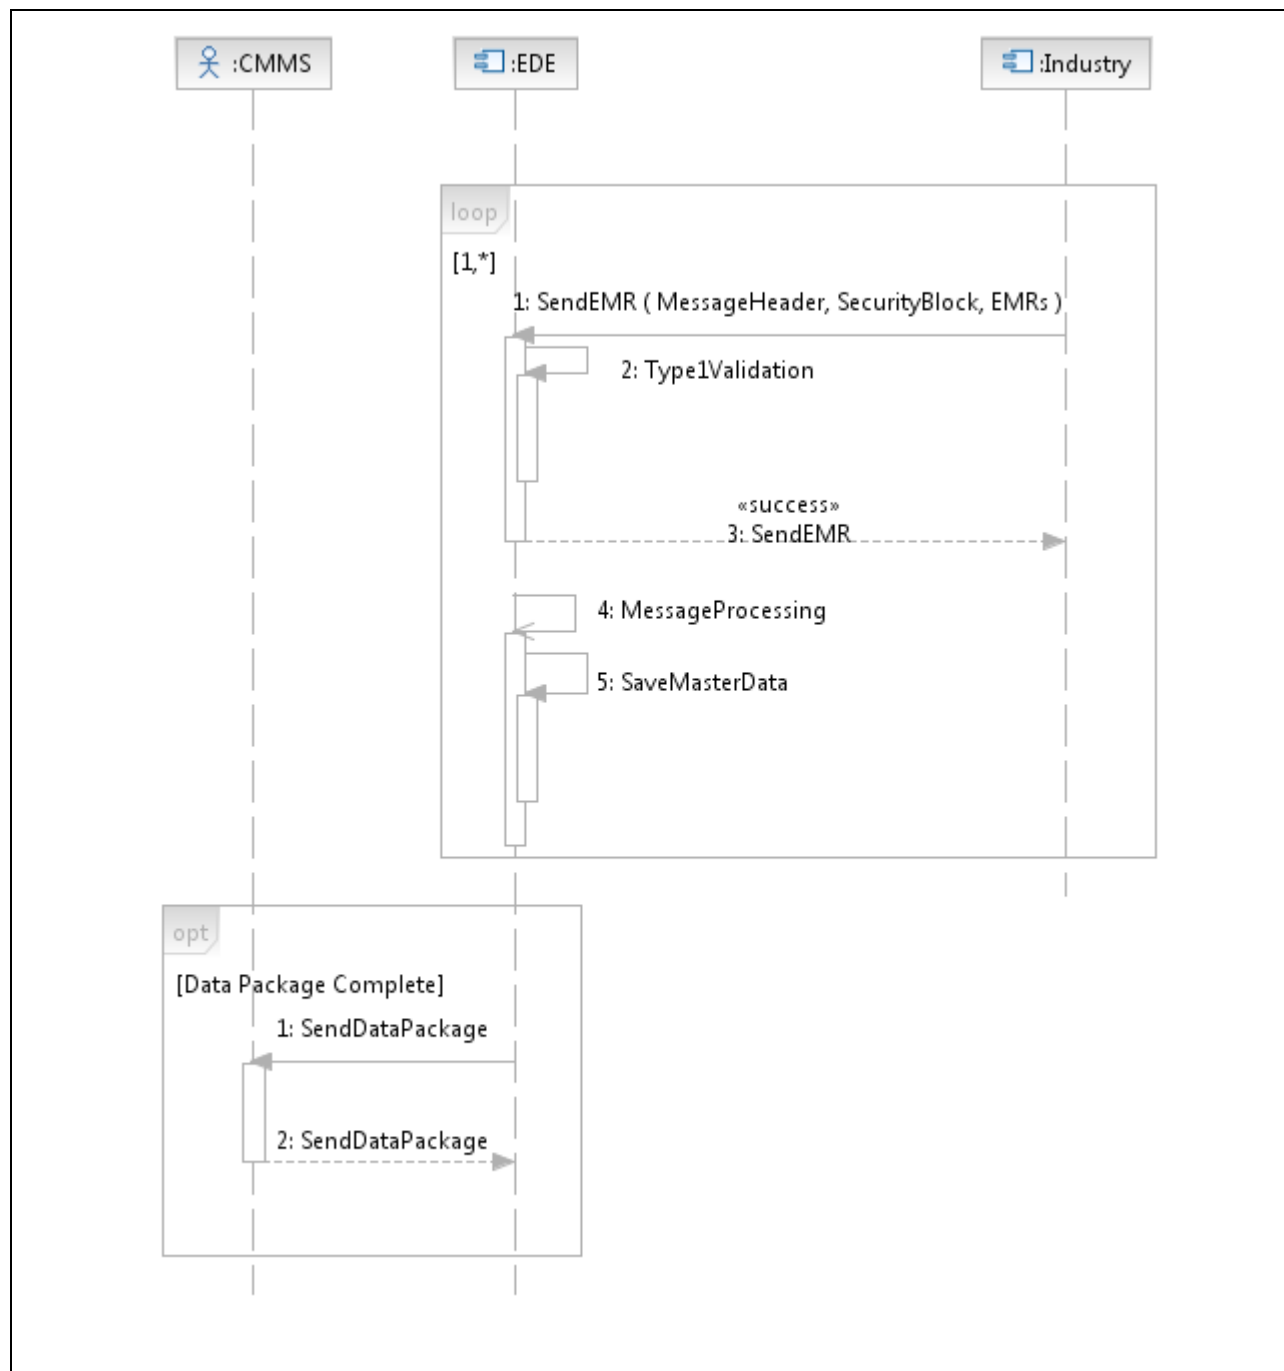 :CMMS
:EDE
:Industry
loop
[1,*]
1: SendEMR ( MessageHeader, SecurityBlock, EMRs )
2: Type1Validation
«success»
3: SendEMR
4: MessageProcessing
5: SaveMasterData
opt
[Data Package Complete]
1: SendDataPackage
2: SendDataPackage